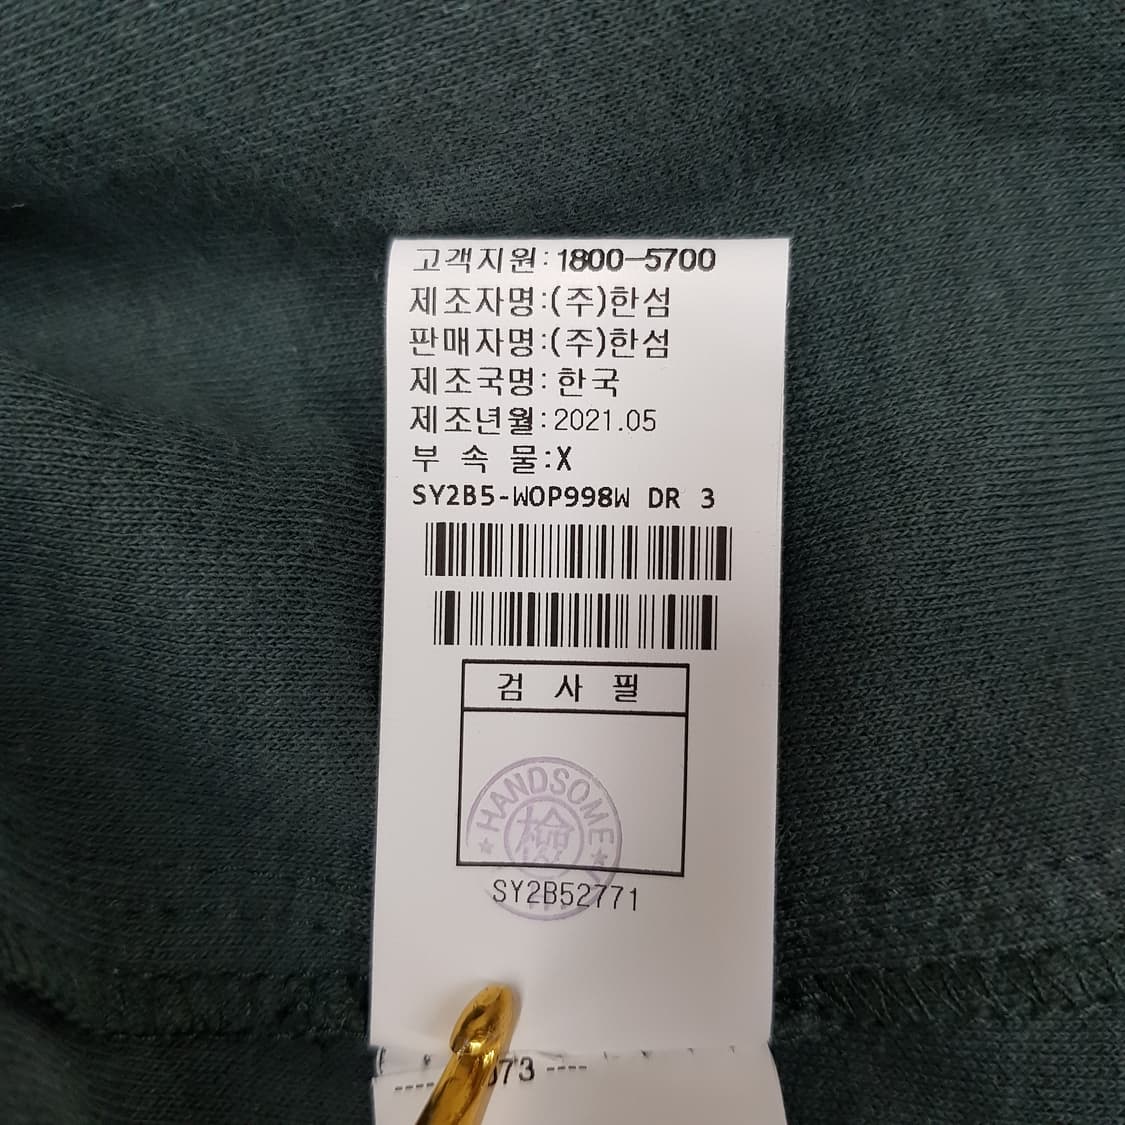 고객지원:1800-5700
제조자명:(주)한섬
판매자명:(주)한섬
제조국명:한국
제조년월:2021.05
부 속 물:X
SY2B5-WOP998W DR 3
검 사 필
HANDSOME
檢
SY2B52771